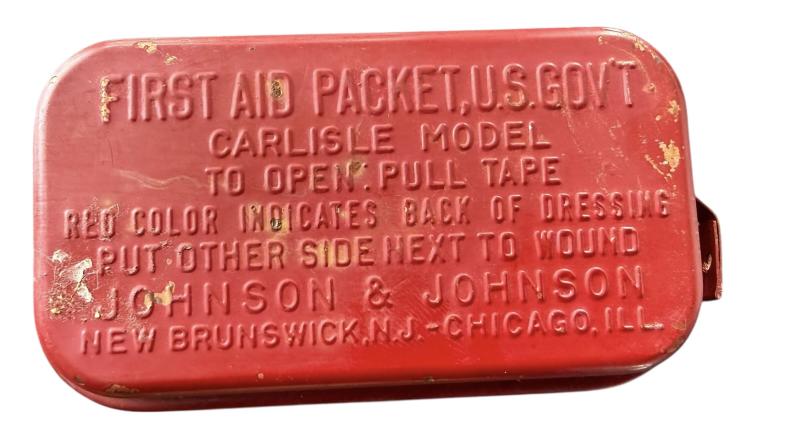 FIRST AID PACKET, U.S. GOV'T
CARLISLE MODEL
TO OPEN: PULL TAPE
RED COLOR INDICATES BACK OF DRESSING
PUT OTHER SIDE NEXT TO WOUND
JOHNSON & JOHNSON
NEW BRUNSWICK, N.J. - CHICAGO, ILL.